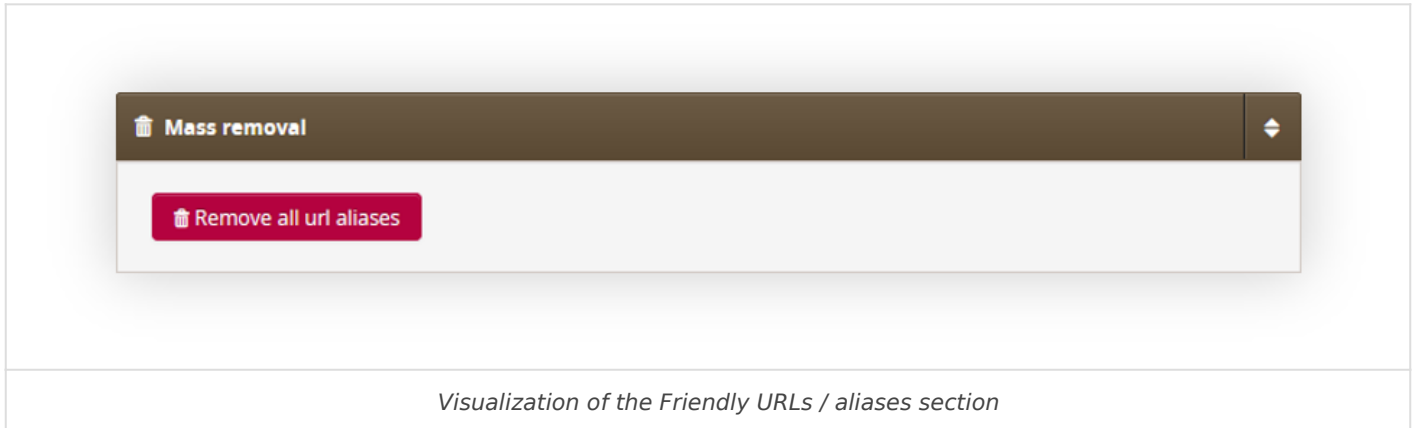 Mass removal
Remove all url aliases
Visualization of the Friendly URLs / aliases section